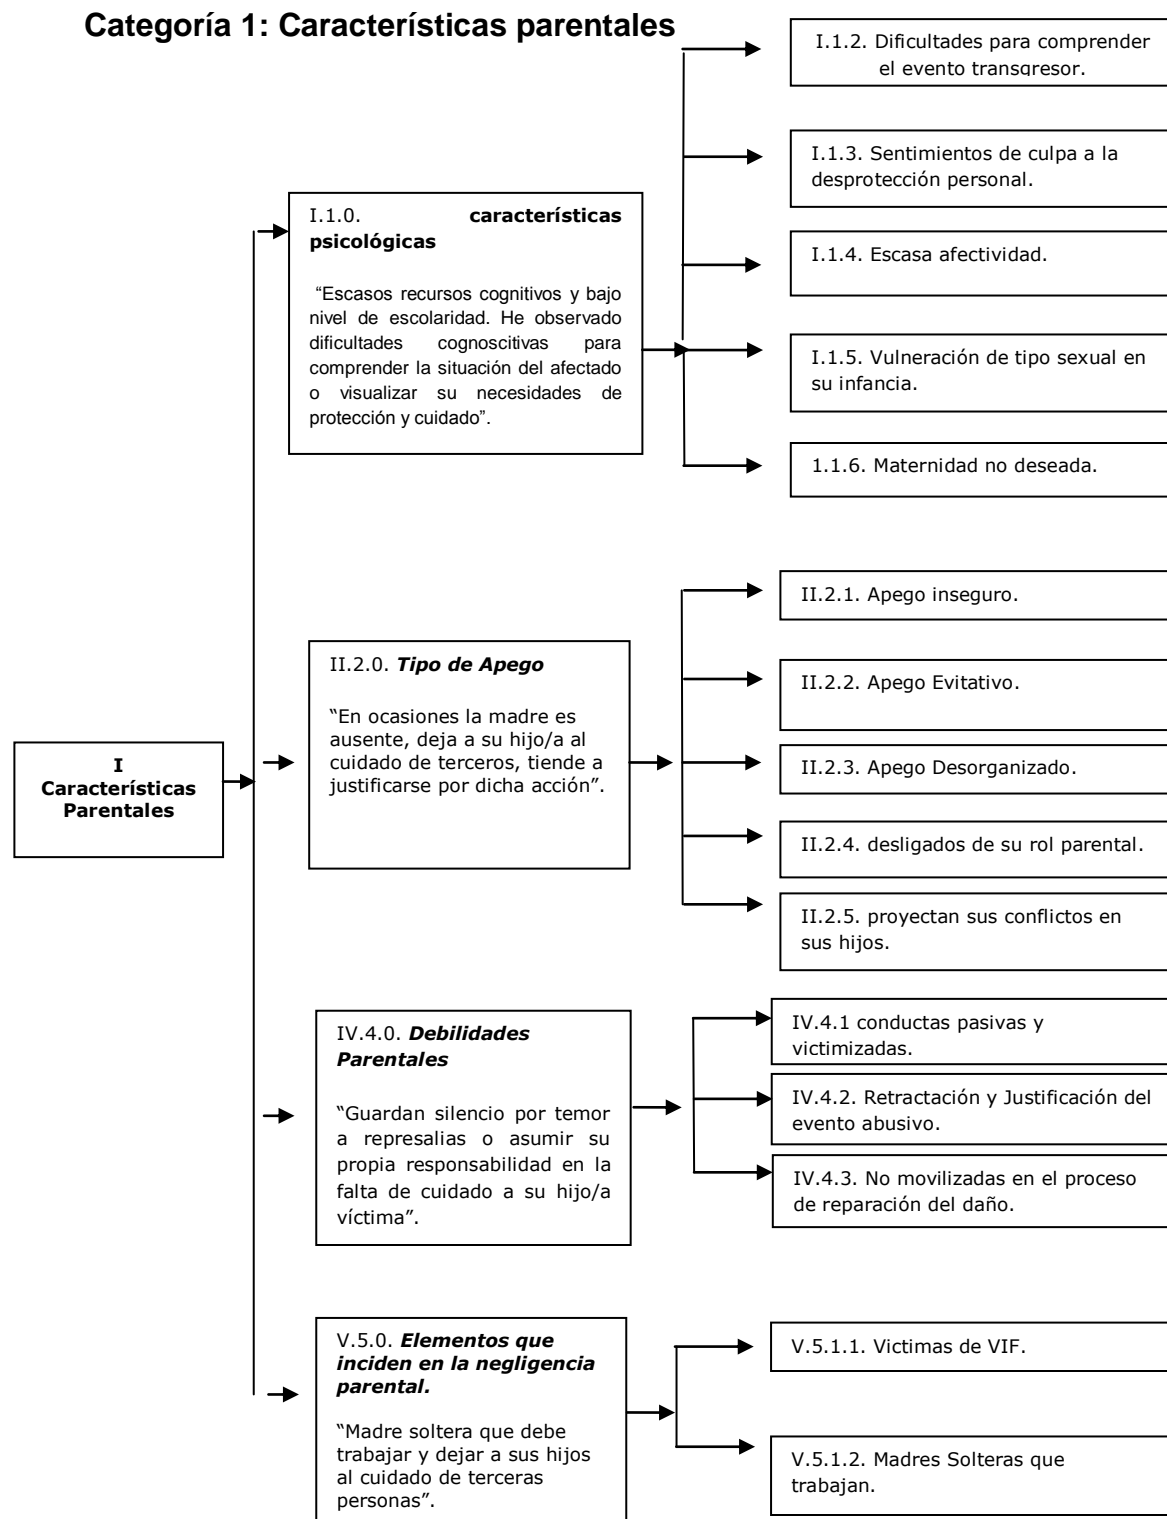 Categoría 1: Características parentales
I.1.2. Dificultades para comprender
el evento transgresor.
I.1.3. Sentimientos de culpa a la
desprotección personal.
I.1.0. características
psicológicas
“Escasos recursos cognitivos y bajo
nivel de escolaridad. He observado
dificultades cognoscitivas para
comprender la situación del afectado
o visualizar su necesidades de
protección y cuidado”.
I.1.4. Escasa afectividad.
I.1.5. Vulneración de tipo sexual en
su infancia.
1.1.6. Maternidad no deseada.
II.2.1. Apego inseguro.
II.2.0. Tipo de Apego
“En ocasiones la madre es
ausente, deja a su hijo/a al
cuidado de terceros, tiende a
justificarse por dicha acción”.
II.2.2. Apego Evitativo.
I
Características
Parentales
II.2.3. Apego Desorganizado.
II.2.4. desligados de su rol parental.
II.2.5. proyectan sus conflictos en
sus hijos.
IV.4.0. Debilidades
Parentales
“Guardan silencio por temor
a represalias o asumir su
propia responsabilidad en la
falta de cuidado a su hijo/a
víctima”.
IV.4.1 conductas pasivas y
victimizadas.
IV.4.2. Retractación y Justificación del
evento abusivo.
IV.4.3. No movilizadas en el proceso
de reparación del daño.
V.5.0. Elementos que
inciden en la negligencia
parental.
“Madre soltera que debe
trabajar y dejar a sus hijos
al cuidado de terceras
personas”.
V.5.1.1. Victimas de VIF.
V.5.1.2. Madres Solteras que
trabajan.